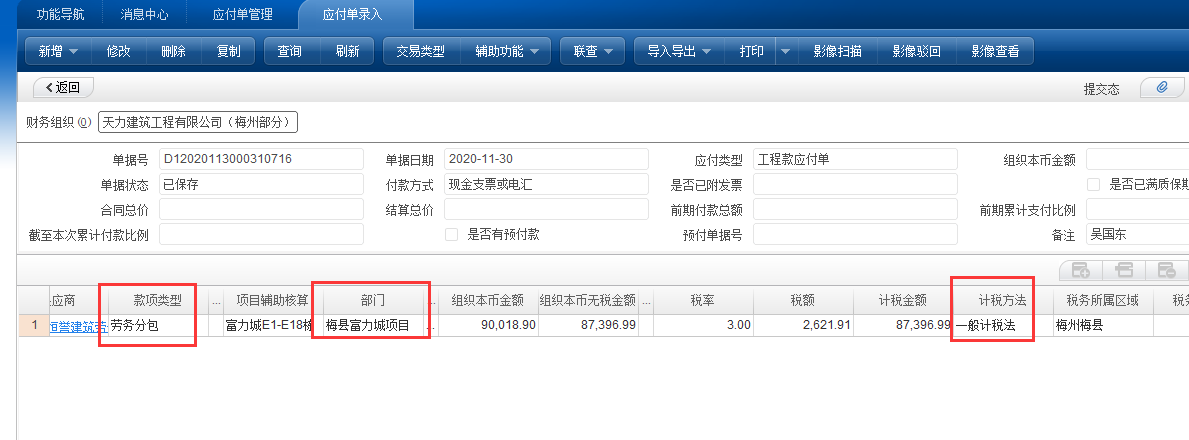 功能导航 消息中心 应付单管理 应付单录入
新增 修改 删除 复制 查询 刷新 交易类型 辅助功能 联查 导入导出 打印 影像扫描 影像驳回 影像查看
返回 提交态
财务组织(O) 天力建筑工程有限公司（梅州部分）
单据号 D12020113000310716 单据日期 2020-11-30 应付类型 工程款应付单 组织本币金额
单据状态 已保存 付款方式 现金支票或电汇 是否已附发票 是否已满质保期
合同总价 结算总价 前期付款总额 前期累计支付比例
截至本次累计付款比例 是否有预付款 预付单据号 备注 吴国东
应商 款项类型 ... 项目辅助核算 部门 ... 组织本币金额 组织本币无税金额 ... 税率 税额 计税金额 计税方法 税务所属区域 税务
1 恒誉建筑劳 劳务分包 富力城E1-E18栋 梅县富力城项目 ... 90,018.90 87,396.99 3.00 2,621.91 87,396.99 一般计税法 梅州梅县